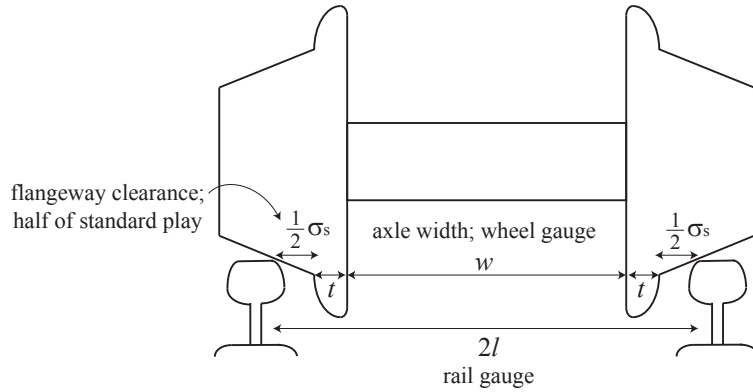 flangeway clearance;
half of standard play
1/2 σs
axle width; wheel gauge
1/2 σs
t
w
t
2l
rail gauge